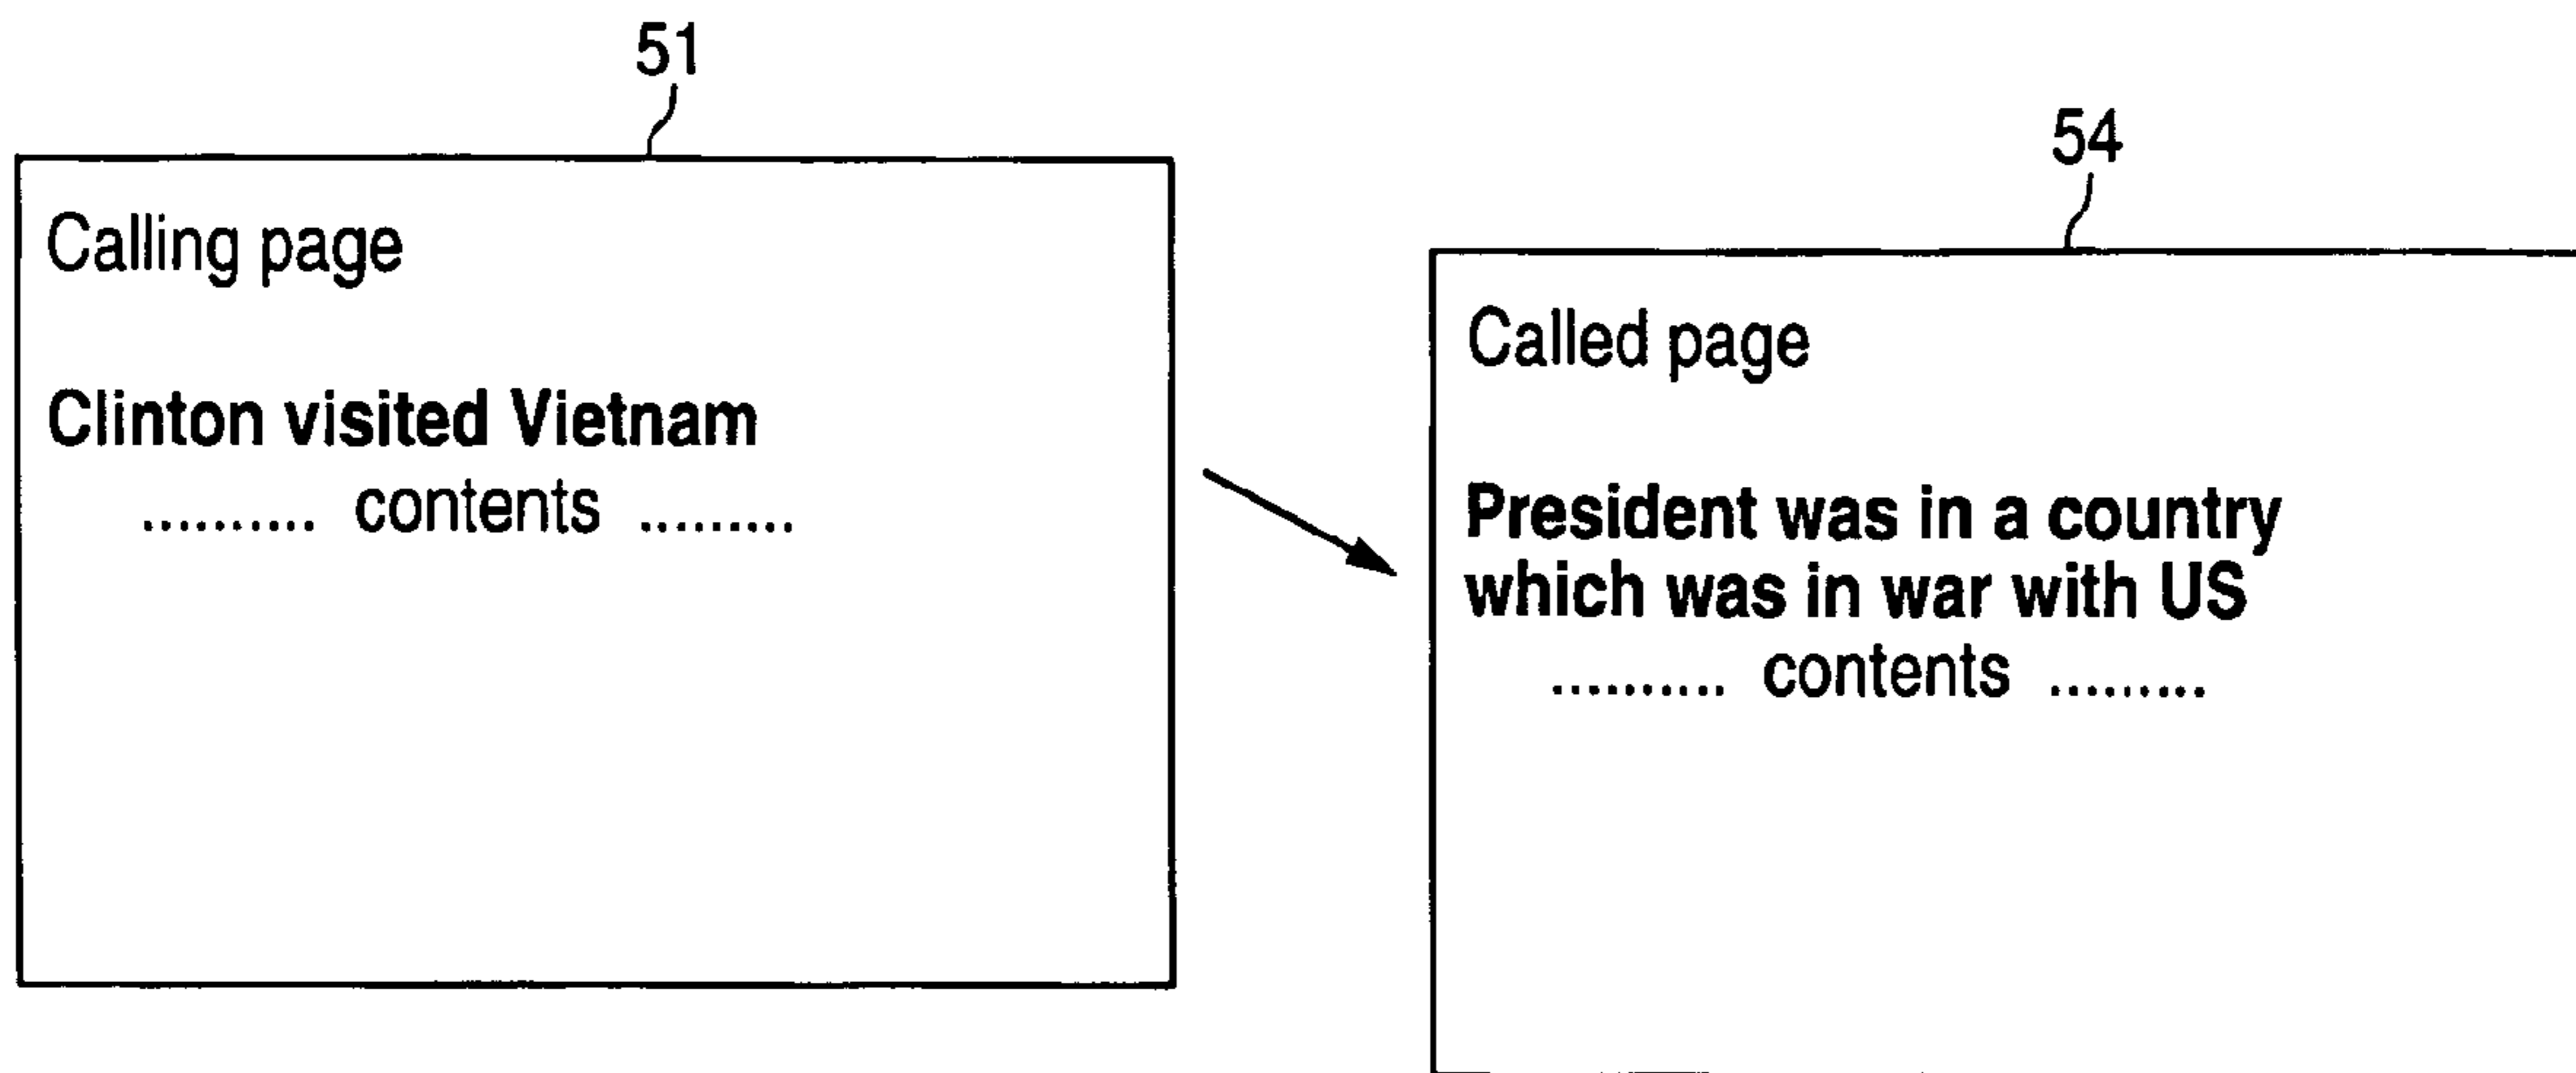 51
Calling page
Clinton visited Vietnam
.......... contents .........
54
Called page
President was in a country
which was in war with US
.......... contents .........